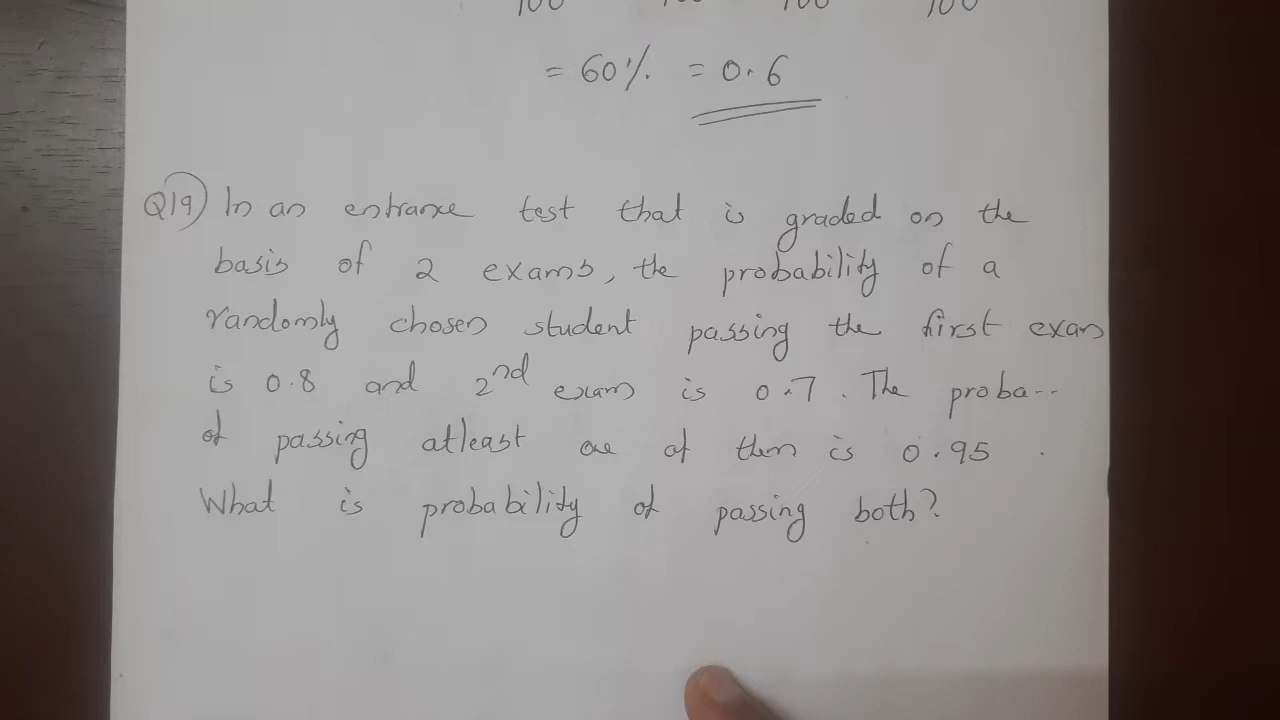 = 60% = 0.6
Q19) In an entrance test that is graded on the
basis of 2 exams, the probability of a
randomly chosen student passing the first exam
is 0.8 and 2nd exam is 0.7. The proba--
of passing atleast one of them is 0.95.
What is probability of passing both?